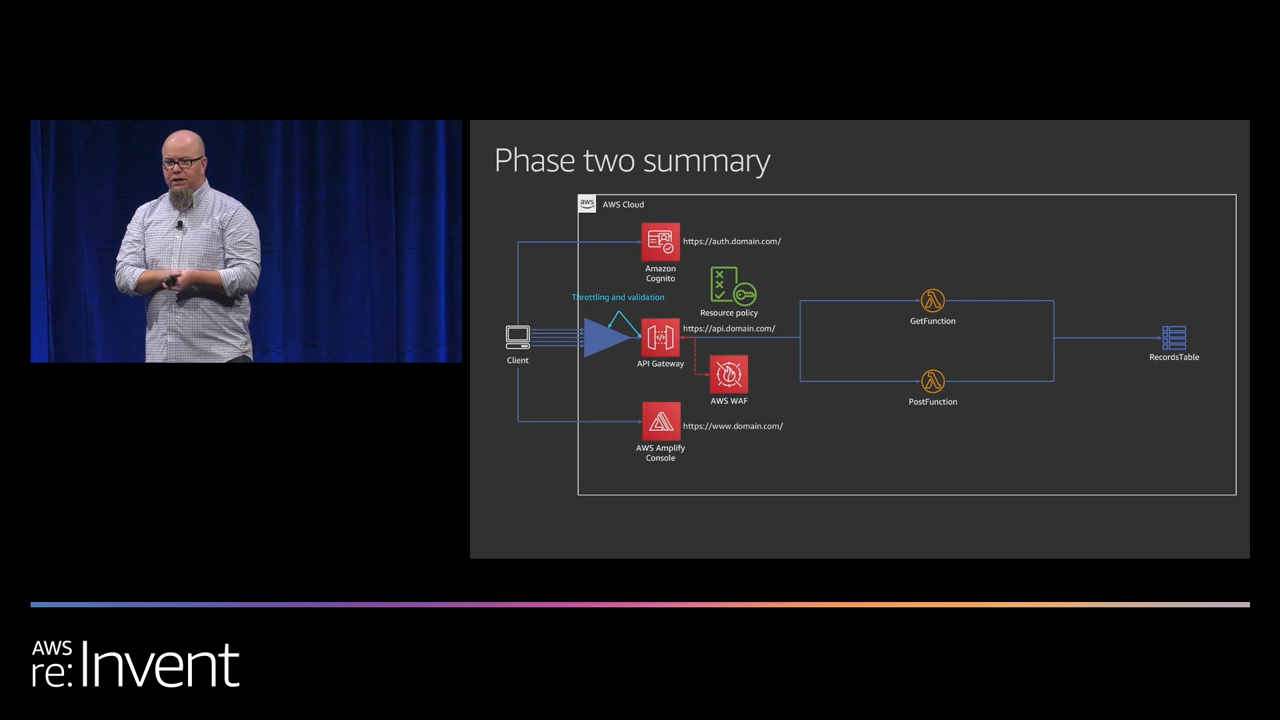 Phase two summary
aws
AWS Cloud
https://auth.domain.com/
Amazon
Cognito
Throttling and validation
Resource policy
https://api.domain.com/
Client
API Gateway
AWS WAF
GetFunction
RecordsTable
PostFunction
https://www.domain.com/
AWS Amplify
Console
AWS
re:Invent